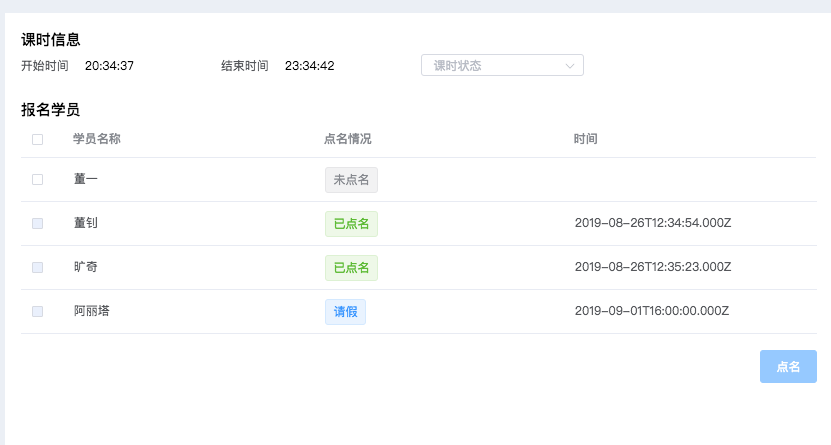 课时信息
开始时间 20:34:37 结束时间 23:34:42 课时状态
报名学员
学员名称 点名情况 时间
董一 未点名
董钊 已点名 2019-08-26T12:34:54.000Z
旷奇 已点名 2019-08-26T12:35:23.000Z
阿丽塔 请假 2019-09-01T16:00:00.000Z
点名